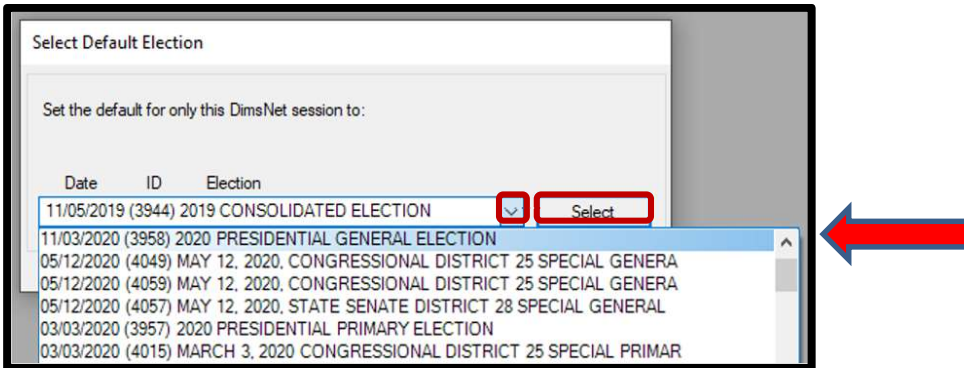 Select Default Election
Set the default for only this DimsNet session to:
Date ID Election
11/05/2019 (3944) 2019 CONSOLIDATED ELECTION Select
11/03/2020 (3958) 2020 PRESIDENTIAL GENERAL ELECTION
05/12/2020 (4049) MAY 12, 2020, CONGRESSIONAL DISTRICT 25 SPECIAL GENERA
05/12/2020 (4059) MAY 12, 2020, CONGRESSIONAL DISTRICT 25 SPECIAL GENERA
05/12/2020 (4057) MAY 12, 2020, STATE SENATE DISTRICT 28 SPECIAL GENERAL
03/03/2020 (3957) 2020 PRESIDENTIAL PRIMARY ELECTION
03/03/2020 (4015) MARCH 3, 2020 CONGRESSIONAL DISTRICT 25 SPECIAL PRIMAR